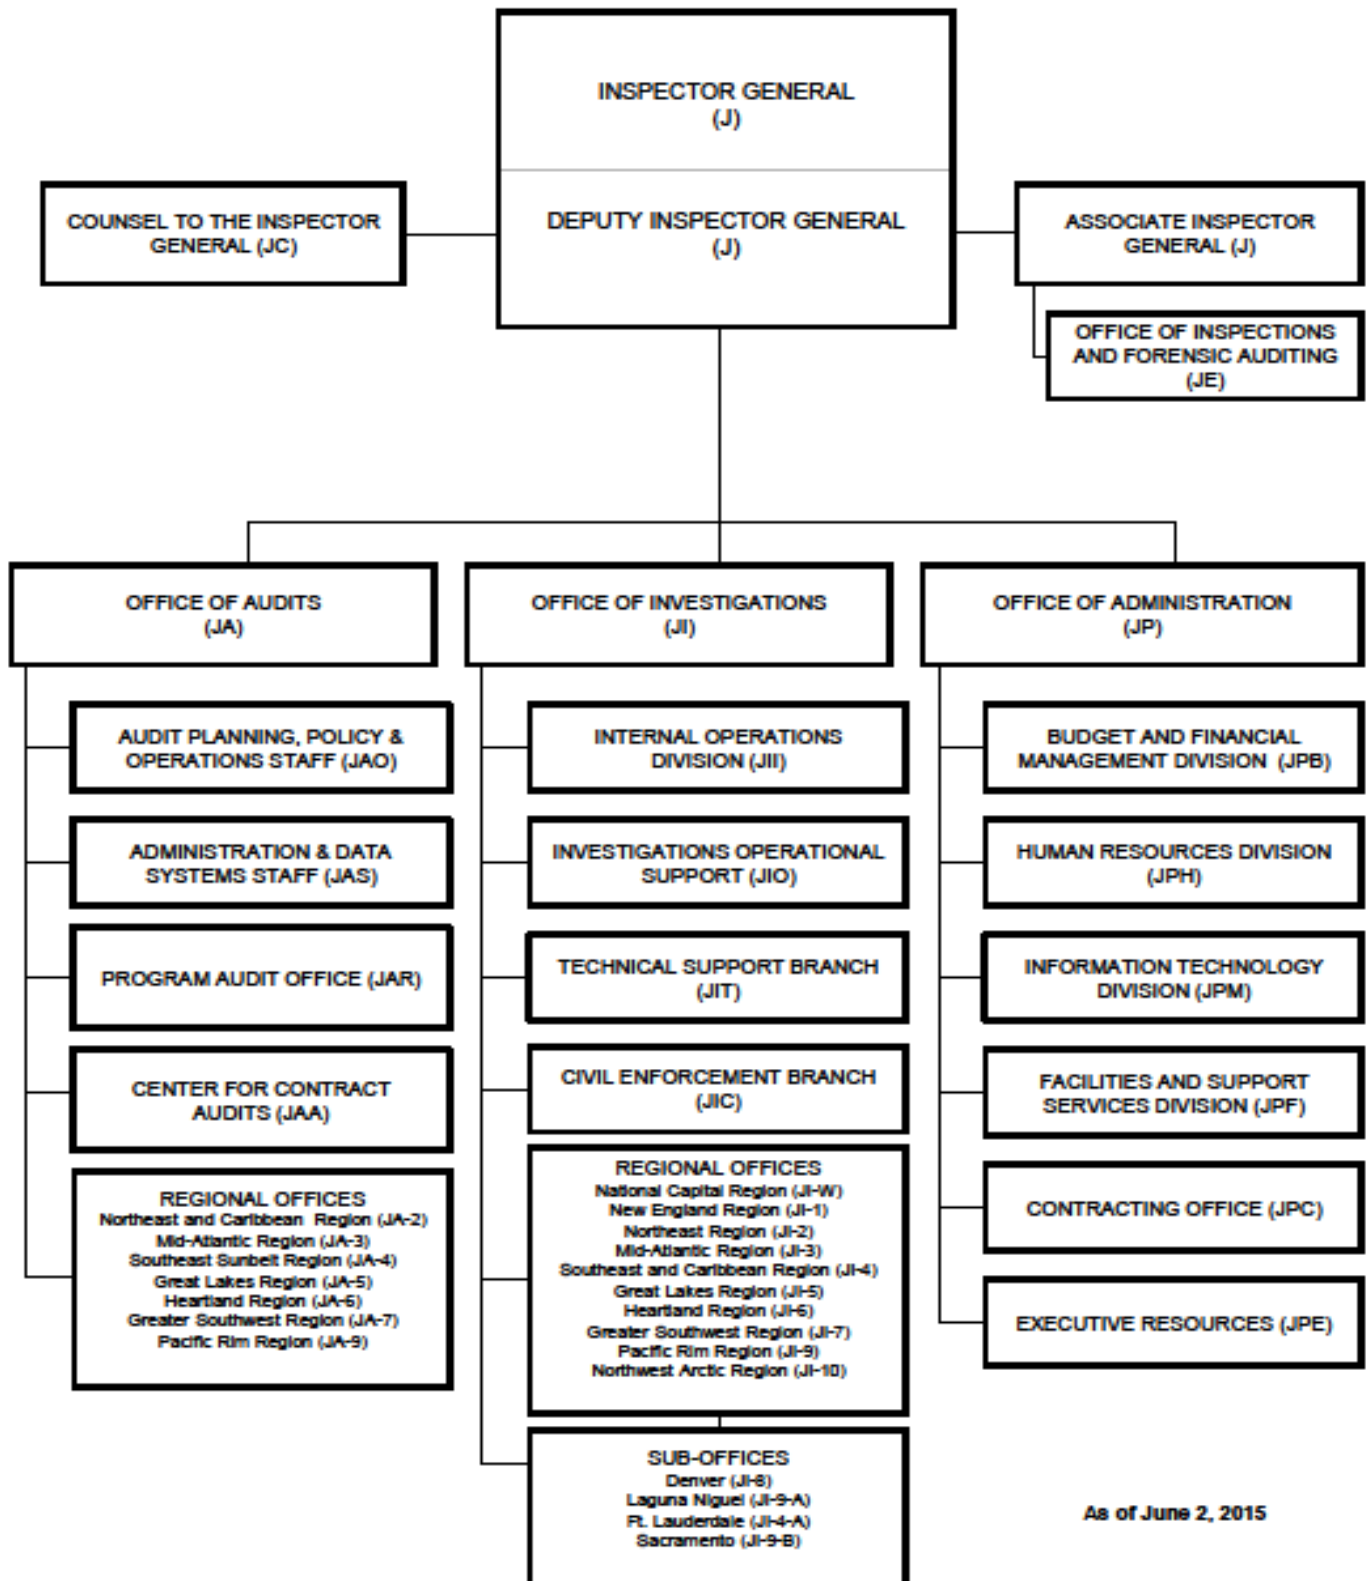 INSPECTOR GENERAL
(J)
DEPUTY INSPECTOR GENERAL
(J)
COUNSEL TO THE INSPECTOR
GENERAL (JC)
ASSOCIATE INSPECTOR
GENERAL (J)
OFFICE OF INSPECTIONS
AND FORENSIC AUDITING
(JE)
OFFICE OF AUDITS
(JA)
AUDIT PLANNING, POLICY &
OPERATIONS STAFF (JAO)
ADMINISTRATION & DATA
SYSTEMS STAFF (JAS)
PROGRAM AUDIT OFFICE (JAR)
CENTER FOR CONTRACT
AUDITS (JAA)
REGIONAL OFFICES
Northeast and Caribbean Region (JA-2)
Mid-Atlantic Region (JA-3)
Southeast Sunbelt Region (JA-4)
Great Lakes Region (JA-5)
Heartland Region (JA-6)
Greater Southwest Region (JA-7)
Pacific Rim Region (JA-9)
OFFICE OF INVESTIGATIONS
(JI)
INTERNAL OPERATIONS
DIVISION (JII)
INVESTIGATIONS OPERATIONAL
SUPPORT (JIO)
TECHNICAL SUPPORT BRANCH
(JIT)
CIVIL ENFORCEMENT BRANCH
(JIC)
REGIONAL OFFICES
National Capital Region (JI-W)
New England Region (JI-1)
Northeast Region (JI-2)
Mid-Atlantic Region (JI-3)
Southeast and Caribbean Region (JI-4)
Great Lakes Region (JI-5)
Heartland Region (JI-6)
Greater Southwest Region (JI-7)
Pacific Rim Region (JI-9)
Northwest Arctic Region (JI-10)
SUB-OFFICES
Denver (JI-8)
Laguna Niguel (JI-9-A)
Ft. Lauderdale (JI-4-A)
Sacramento (JI-9-B)
OFFICE OF ADMINISTRATION
(JP)
BUDGET AND FINANCIAL
MANAGEMENT DIVISION (JPB)
HUMAN RESOURCES DIVISION
(JPH)
INFORMATION TECHNOLOGY
DIVISION (JPM)
FACILITIES AND SUPPORT
SERVICES DIVISION (JPF)
CONTRACTING OFFICE (JPC)
EXECUTIVE RESOURCES (JPE)
As of June 2, 2015